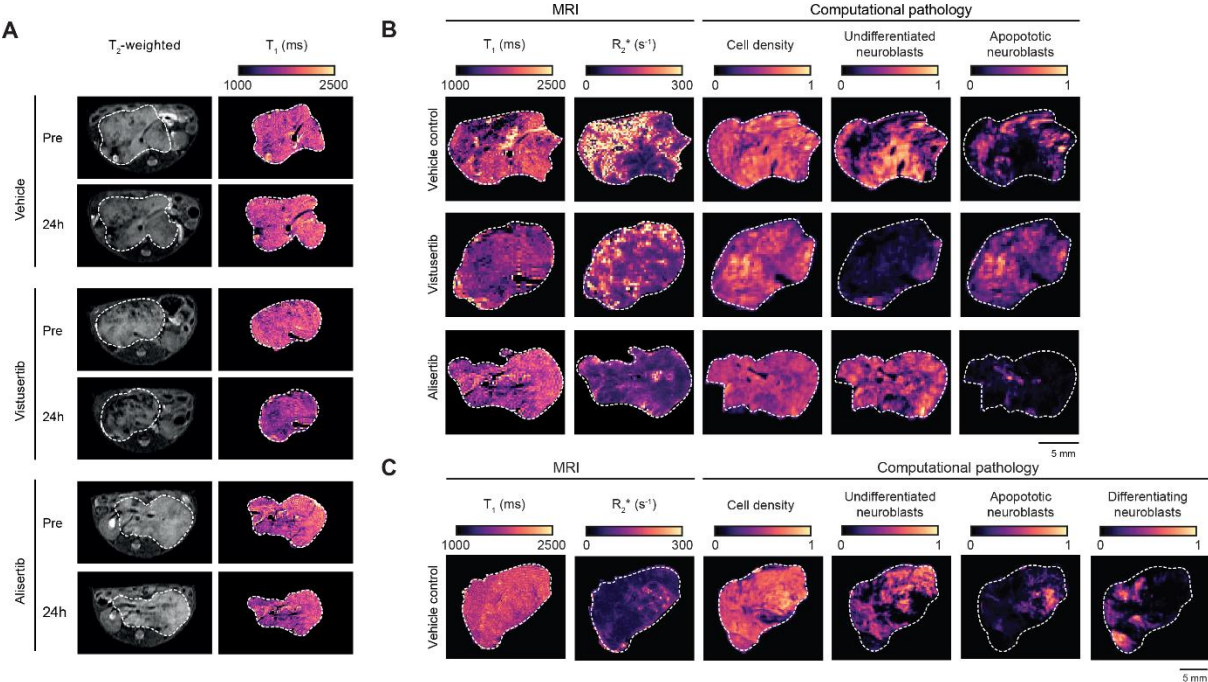 A
T2-weighted
T1 (ms)
1000 2500
Vehicle
Pre
24h
Vistusertib
Pre
24h
Alisertib
Pre
24h
B
MRI
Computational pathology
T1 (ms)
R2* (s-1)
Cell density
Undifferentiated
neuroblasts
Apopototic
neuroblasts
1000 2500
0 300
0 1
0 1
0 1
Vehicle control
Vistusertib
Alisertib
5 mm
C
MRI
Computational pathology
T1 (ms)
R2* (s-1)
Cell density
Undifferentiated
neuroblasts
Apopototic
neuroblasts
Differentiating
neuroblasts
1000 2500
0 300
0 1
0 1
0 1
0 1
Vehicle control
5 mm